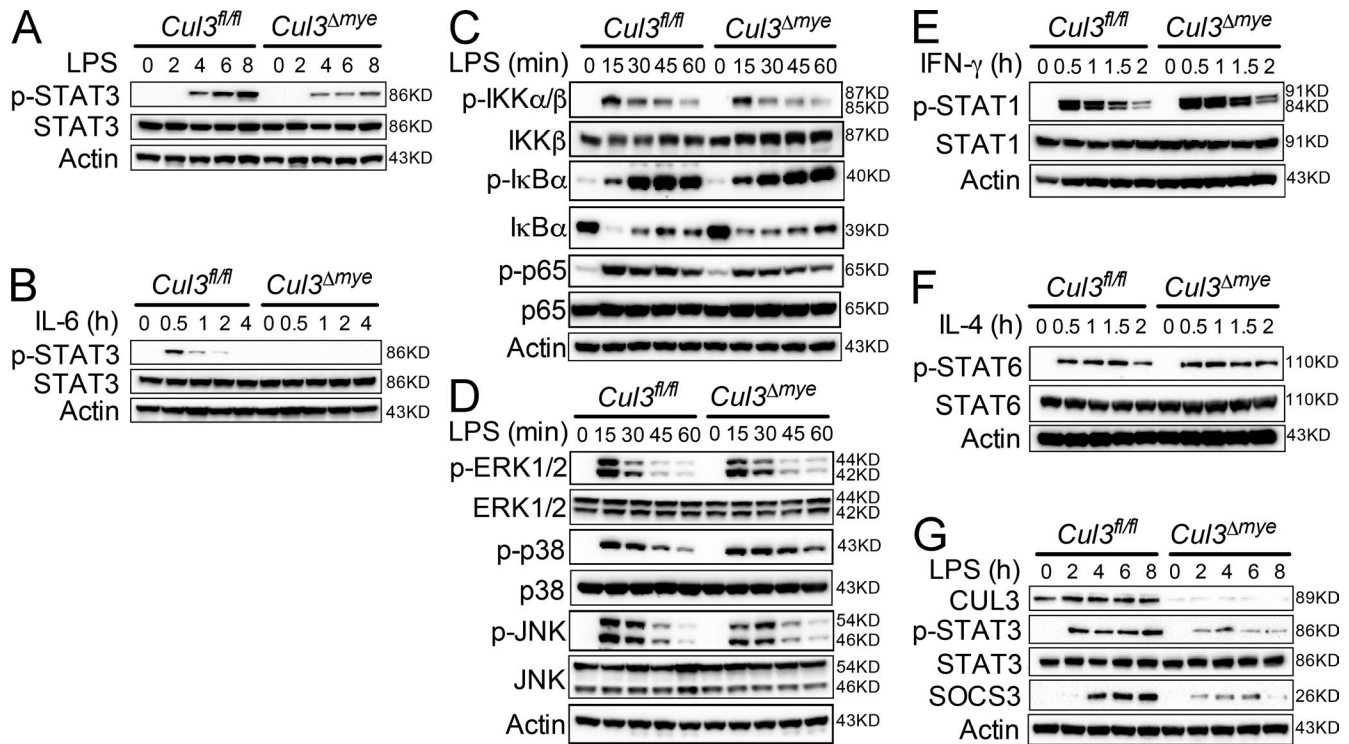 A
Cul3fl/fl Cul3Δmye
LPS 0 2 4 6 8 0 2 4 6 8
p-STAT3 86KD
STAT3 86KD
Actin 43KD
B
Cul3fl/fl Cul3Δmye
IL-6 (h) 0 0.5 1 2 4 0 0.5 1 2 4
p-STAT3 86KD
STAT3 86KD
Actin 43KD
C
Cul3fl/fl Cul3Δmye
LPS (min) 0 15 30 45 60 0 15 30 45 60
p-IKKα/β 87KD
85KD
IKKβ 87KD
p-IκBα 40KD
IκBα 39KD
p-p65 65KD
p65 65KD
Actin 43KD
D
Cul3fl/fl Cul3Δmye
LPS (min) 0 15 30 45 60 0 15 30 45 60
p-ERK1/2 44KD
42KD
ERK1/2 44KD
42KD
p-p38 43KD
p38 43KD
p-JNK 54KD
46KD
JNK 54KD
46KD
Actin 43KD
E
Cul3fl/fl Cul3Δmye
IFN-γ (h) 0 0.5 1 1.5 2 0 0.5 1 1.5 2
p-STAT1 91KD
84KD
STAT1 91KD
Actin 43KD
F
Cul3fl/fl Cul3Δmye
IL-4 (h) 0 0.5 1 1.5 2 0 0.5 1 1.5 2
p-STAT6 110KD
STAT6 110KD
Actin 43KD
G
Cul3fl/fl Cul3Δmye
LPS (h) 0 2 4 6 8 0 2 4 6 8
CUL3 89KD
p-STAT3 86KD
STAT3 86KD
SOCS3 26KD
Actin 43KD